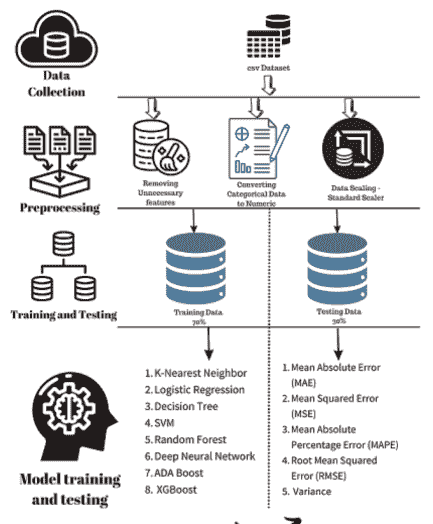 csv Dataset
Data
Collection
Removing
Unnecessary
features
Converting
Categorical Data
to Numeric
Data Scaling -
Standard Scaler
Preprocessing
Training and Testing
Training Data
70%
Testing Data
30%
1. K-Nearest Neighbor
2. Logistic Regression
3. Decision Tree
4. SVM
5. Random Forest
6. Deep Neural Network
7. ADA Boost
8. XGBoost
1. Mean Absolute Error
(MAE)
2. Mean Squared Error
(MSE)
3. Mean Absolute
Percentage Error (MAPE)
4. Root Mean Squared
Error (RMSE)
5. Variance
Model training
and testing